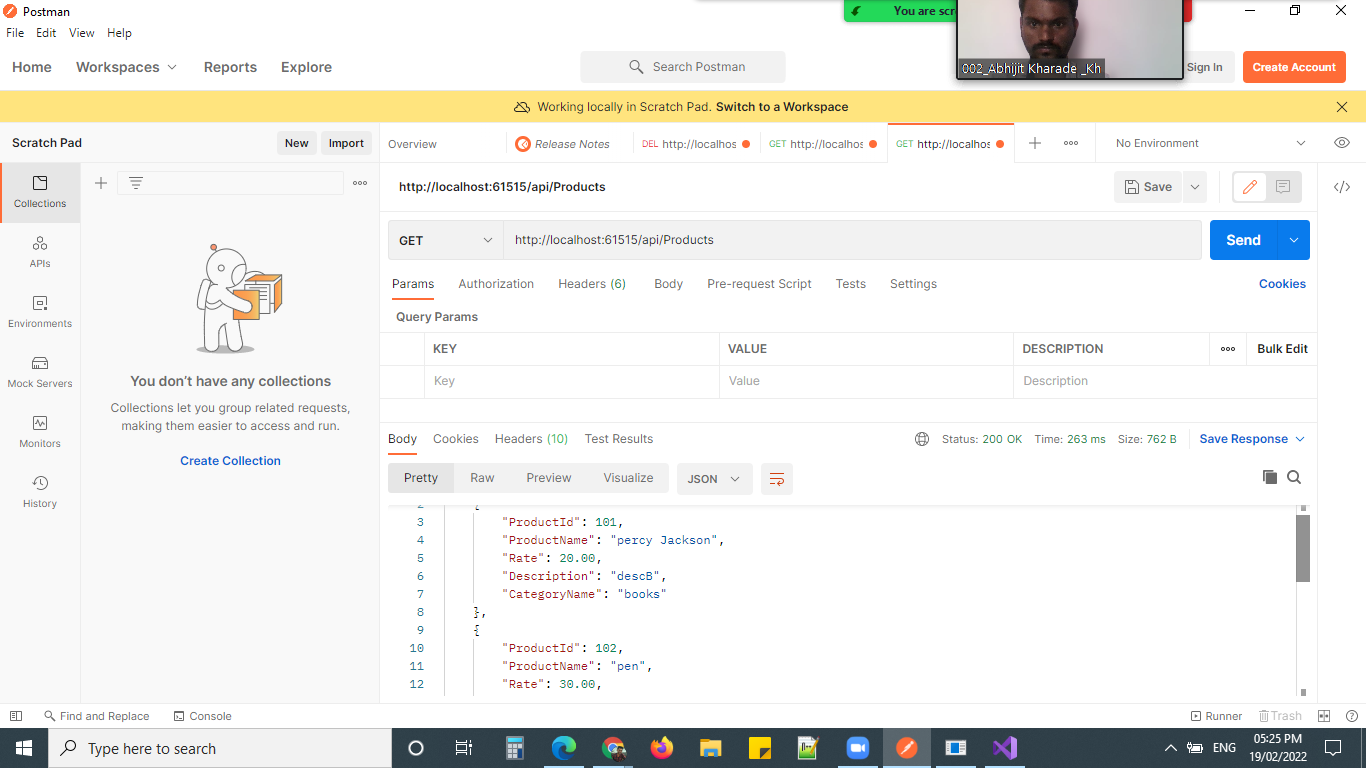 Postman
You are scr
File Edit View Help
002_Abhijit Kharade _Kh
Home Workspaces Reports Explore Search Postman Sign In Create Account
Working locally in Scratch Pad. Switch to a Workspace
Scratch Pad New Import Overview Release Notes DEL http://localhos GET http://localhos GET http://localhos No Environment
http://localhost:61515/api/Products Save
Collections
GET http://localhost:61515/api/Products Send
APIs
Params Authorization Headers (6) Body Pre-request Script Tests Settings Cookies
Query Params
Environments
KEY VALUE DESCRIPTION Bulk Edit
Key Value Description
Mock Servers
You don't have any collections
Collections let you group related requests,
making them easier to access and run.
Create Collection
Monitors
History
Body Cookies Headers (10) Test Results Status: 200 OK Time: 263 ms Size: 762 B Save Response
Pretty Raw Preview Visualize JSON
2 {
3 "ProductId": 101,
4 "ProductName": "percy Jackson",
5 "Rate": 20.00,
6 "Description": "descB",
7 "CategoryName": "books"
8 },
9 {
10 "ProductId": 102,
11 "ProductName": "pen",
12 "Rate": 30.00,
Find and Replace Console Runner Trash
Type here to search ENG 05:25 PM
19/02/2022